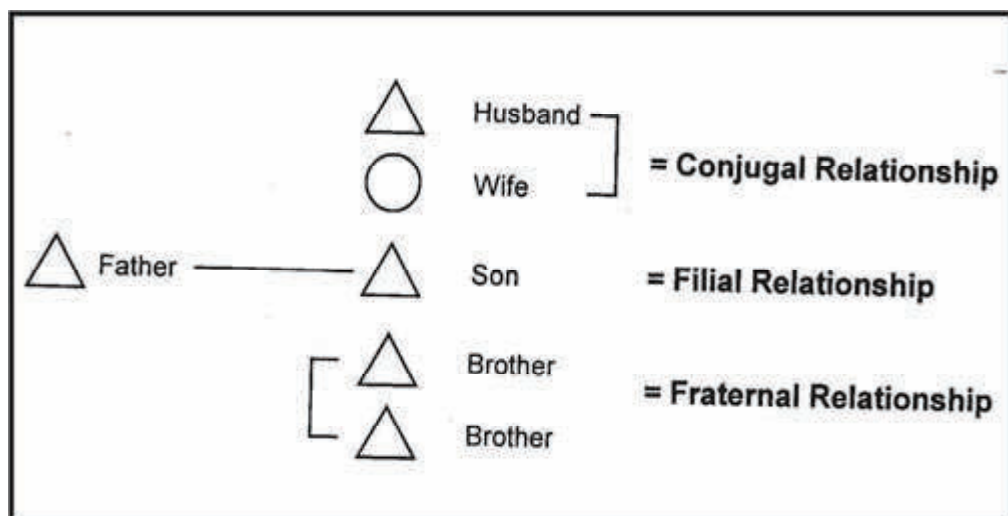 Husband
= Conjugal Relationship
Wife
Father
Son
= Filial Relationship
Brother
= Fraternal Relationship
Brother